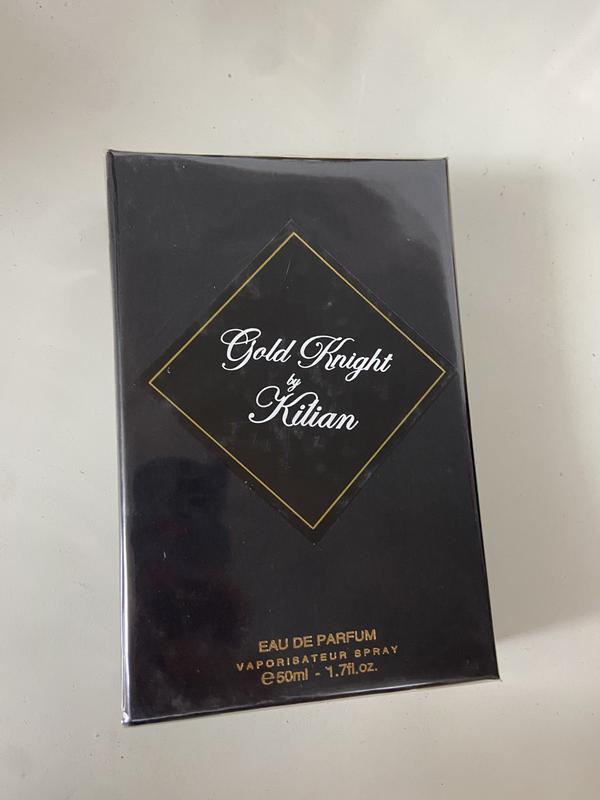 Gold Knight
by
Kilian
EAU DE PARFUM
VAPORISATEUR SPRAY
℮50ml - 1.7fl.oz.